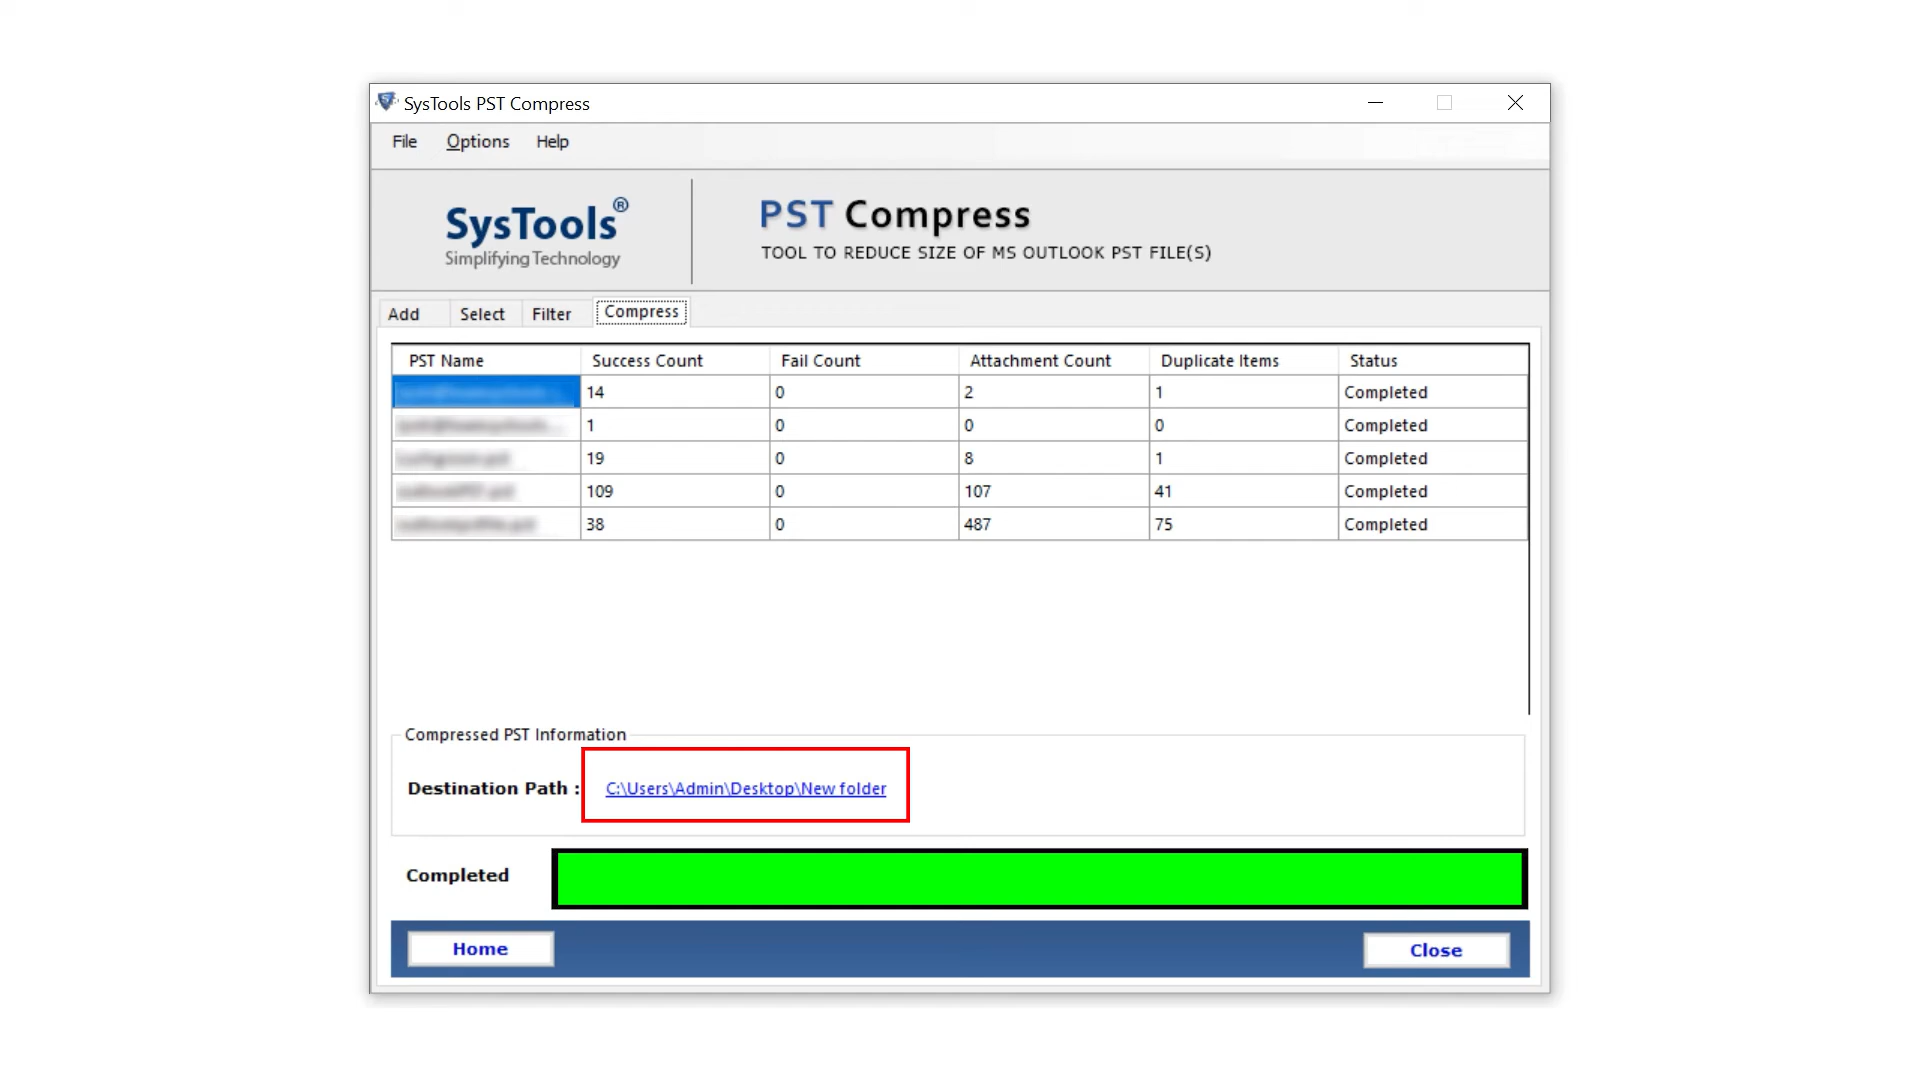 SysTools PST Compress
File Options Help
SysTools®
Simplifying Technology
PST Compress
TOOL TO REDUCE SIZE OF MS OUTLOOK PST FILE(S)
Add Select Filter Compress
PST Name Success Count Fail Count Attachment Count Duplicate Items Status
14 0 2 1 Completed
1 0 0 0 Completed
19 0 8 1 Completed
109 0 107 41 Completed
38 0 487 75 Completed
Compressed PST Information
Destination Path : C:\Users\Admin\Desktop\New folder
Completed
Home Close